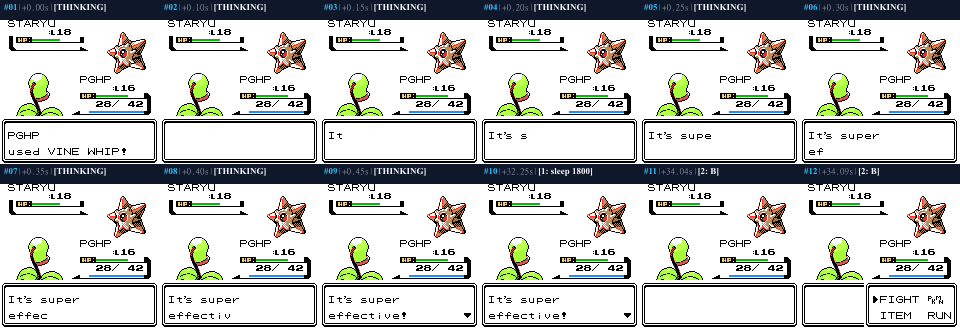 #01 | +0.00s | [THINKING]
STARYU
:L18
HP:
PGHP
:L16
HP:
28/ 42
PGHP
used VINE WHIP!
#02 | +0.10s | [THINKING]
STARYU
:L18
HP:
PGHP
:L16
HP:
28/ 42
#03 | +0.15s | [THINKING]
STARYU
:L18
HP:
PGHP
:L16
HP:
28/ 42
It
#04 | +0.20s | [THINKING]
STARYU
:L18
HP:
PGHP
:L16
HP:
28/ 42
It's s
#05 | +0.25s | [THINKING]
STARYU
:L18
HP:
PGHP
:L16
HP:
28/ 42
It's supe
#06 | +0.30s | [THINKING]
STARYU
:L18
HP:
PGHP
:L16
HP:
28/ 42
It's super
ef
#07 | +0.35s | [THINKING]
STARYU
:L18
HP:
PGHP
:L16
HP:
28/ 42
It's super
effec
#08 | +0.40s | [THINKING]
STARYU
:L18
HP:
PGHP
:L16
HP:
28/ 42
It's super
effectiv
#09 | +0.45s | [THINKING]
STARYU
:L18
HP:
PGHP
:L16
HP:
28/ 42
It's super
effective!
#10 | +32.25s | [1: sleep 1800]
STARYU
:L18
HP:
PGHP
:L16
HP:
28/ 42
It's super
effective!
#11 | +34.04s | [2: B]
STARYU
:L18
HP:
PGHP
:L16
HP:
28/ 42
#12 | +34.09s | [2: B]
STARYU
:L18
HP:
PGHP
:L16
HP:
28/ 42
FIGHT PKMN
ITEM RUN